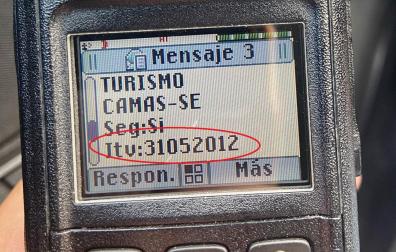 Mensaje 3
TURISMO
CAMAS-SE
Seg:Si
Itv:31052012
Respon. Más